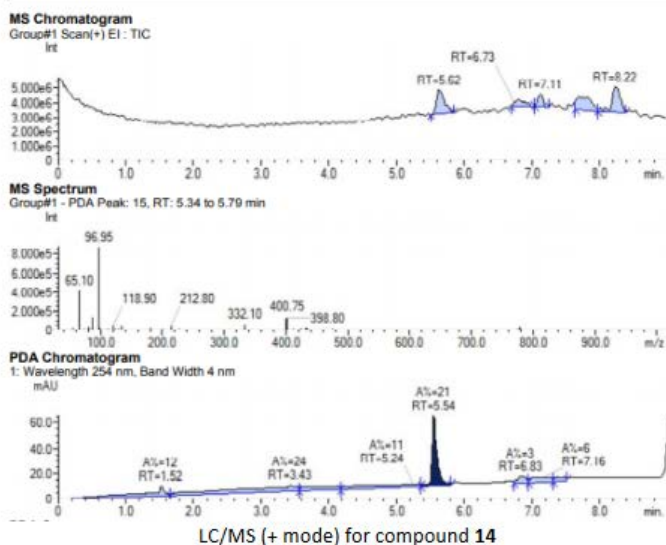 MS Chromatogram
Group#1 Scan(+) EI : TIC
Int
RT=6.73
RT=5.62
RT=7.11
RT=8.22
5.000e6
4.000e6
3.000e6
2.000e6
1.000e6
0
0 1.0 2.0 3.0 4.0 5.0 6.0 7.0 8.0 min.
MS Spectrum
Group#1 - PDA Peak: 15, RT: 5.34 to 5.79 min
Int
96.95
8.000e5
6.000e5
65.10
4.000e5
2.000e5
118.90
212.80
332.10
400.75
398.80
0
100.0 200.0 300.0 400.0 500.0 600.0 700.0 800.0 900.0 m/z
PDA Chromatogram
1: Wavelength 254 nm, Band Width 4 nm
mAU
A%=21
RT=5.54
60.0
40.0
A%=12
RT=1.52
A%=24
RT=3.43
A%=11
RT=5.24
A%=3
RT=6.83
A%=6
RT=7.16
20.0
0.0
0 1.0 2.0 3.0 4.0 5.0 6.0 7.0 8.0 min.
LC/MS (+ mode) for compound 14